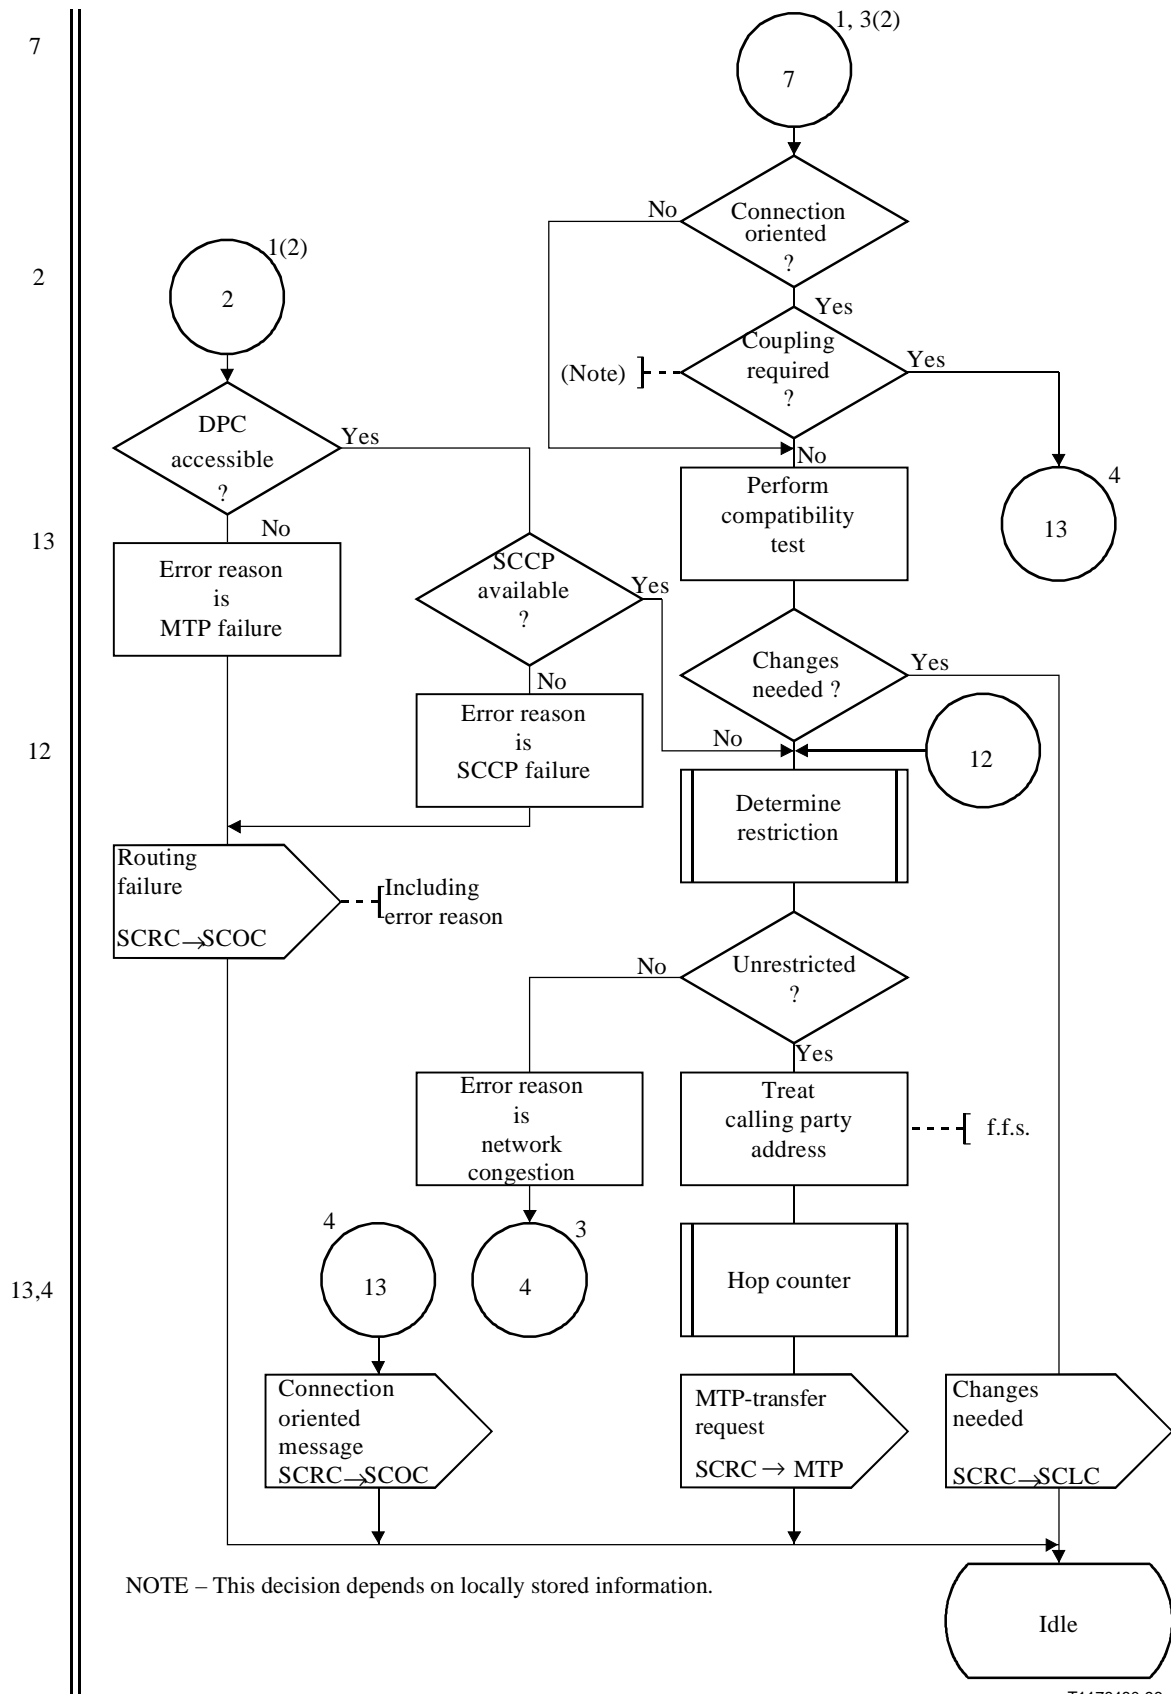 7
1, 3(2)
7
No
Connection
oriented
?
1(2)
2
2
Yes
Coupling
required
?
(Note)
Yes
DPC
accessible
?
Yes
No
4
13
Perform
compatibility
test
No
13
Error reason
is
MTP failure
SCCP
available
?
Yes
Changes
needed ?
Yes
No
Error reason
is
SCCP failure
12
No
12
Determine
restriction
Routing
failure
SCRC→SCOC
Including
error reason
No
Unrestricted
?
Yes
Error reason
is
network
congestion
Treat
calling party
address
f.f.s.
4
13
3
4
13,4
Hop counter
Connection
oriented
message
SCRC→SCOC
MTP-transfer
request
SCRC → MTP
Changes
needed
SCRC→SCLC
NOTE – This decision depends on locally stored information.
Idle